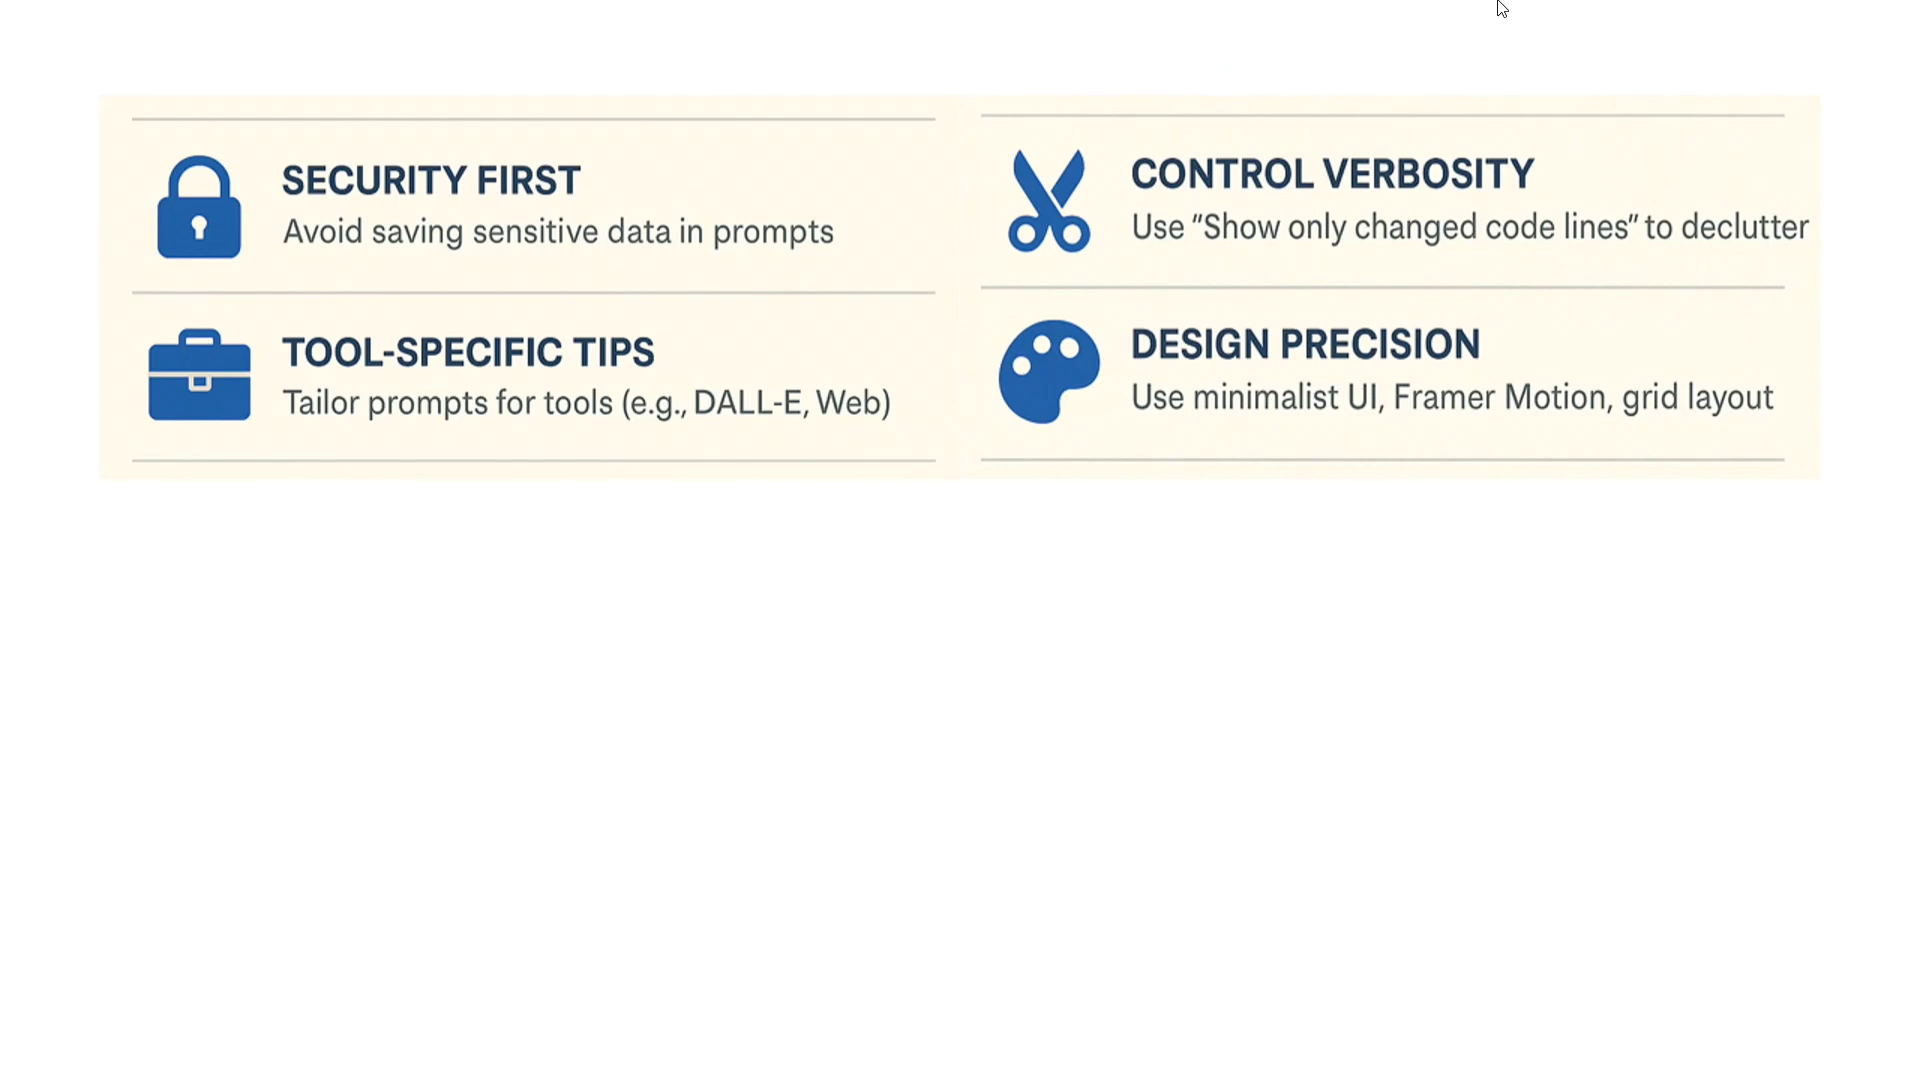 SECURITY FIRST
Avoid saving sensitive data in prompts
TOOL-SPECIFIC TIPS
Tailor prompts for tools (e.g., DALL-E, Web)
CONTROL VERBOSITY
Use "Show only changed code lines" to declutter
DESIGN PRECISION
Use minimalist UI, Framer Motion, grid layout